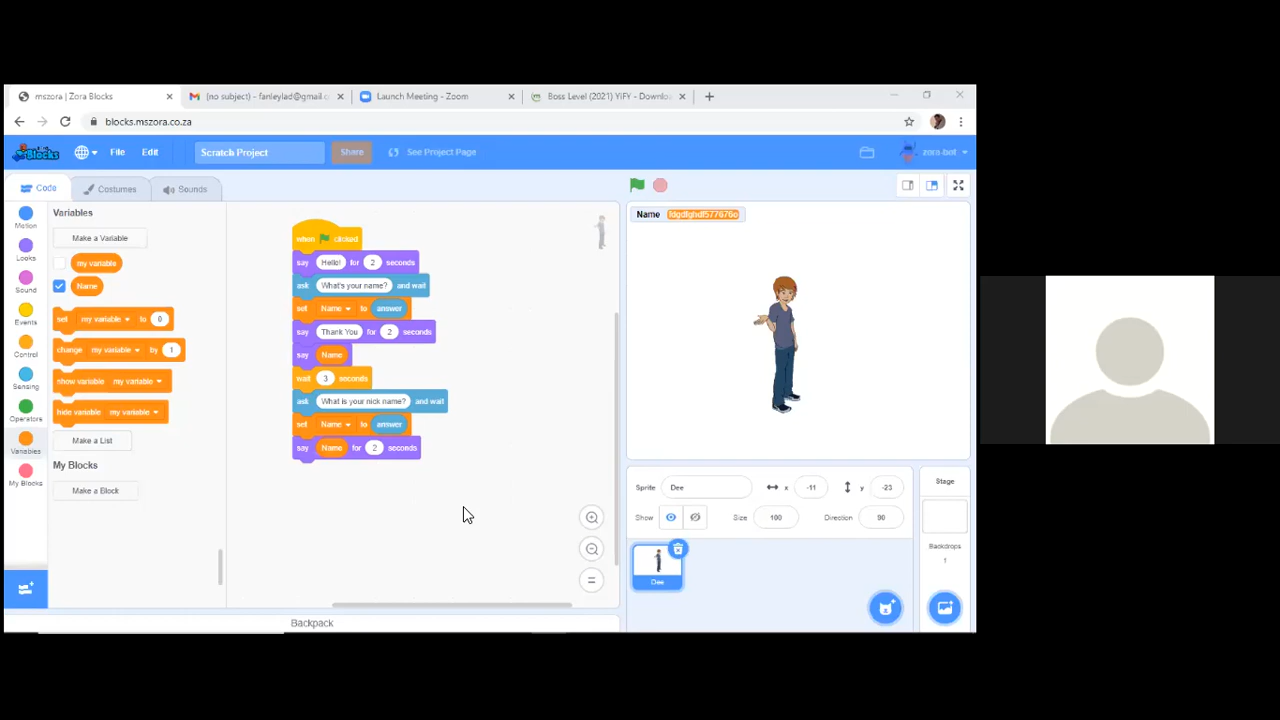 mszora | Zora Blocks
(no subject) - fanleylad@gmail.c
Launch Meeting - Zoom
Boss Level (2021) YIFY - Downloa
blocks.mszora.co.za
Blocks
File
Edit
Scratch Project
Share
See Project Page
zora-bot
Code
Costumes
Sounds
Motion
Looks
Sound
Events
Control
Sensing
Operators
Variables
My Blocks
Variables
Make a Variable
my variable
Name
set my variable to 0
change my variable by 1
show variable my variable
hide variable my variable
Make a List
My Blocks
Make a Block
when clicked
say Hello! for 2 seconds
ask What's your name? and wait
set Name to answer
say Thank You for 2 seconds
say Name
wait 3 seconds
ask What is your nick name? and wait
set Name to answer
say Name for 2 seconds
Backpack
Name
Sprite Dee x -11 y -23
Show Size 100 Direction 90
Dee
Stage
Backdrops
1